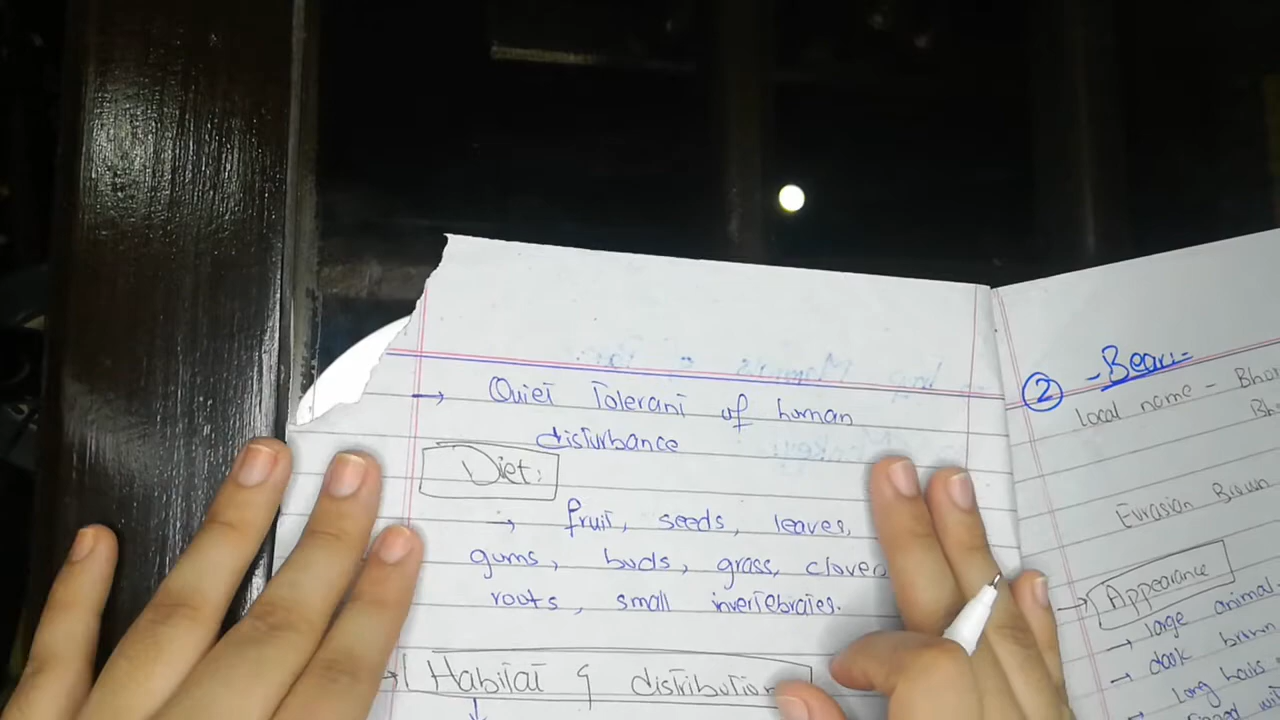 → Quiet Tolerant of human
disturbance
Diet:
→ fruit, seeds, leaves,
gums, buds, grass, clover
roots, small invertebrates.
Habitat & distribution
② - Bear:-
Local name -
Eurasian Brown
→ Appearance
→ large animal
→ dark brown
→ long hairs